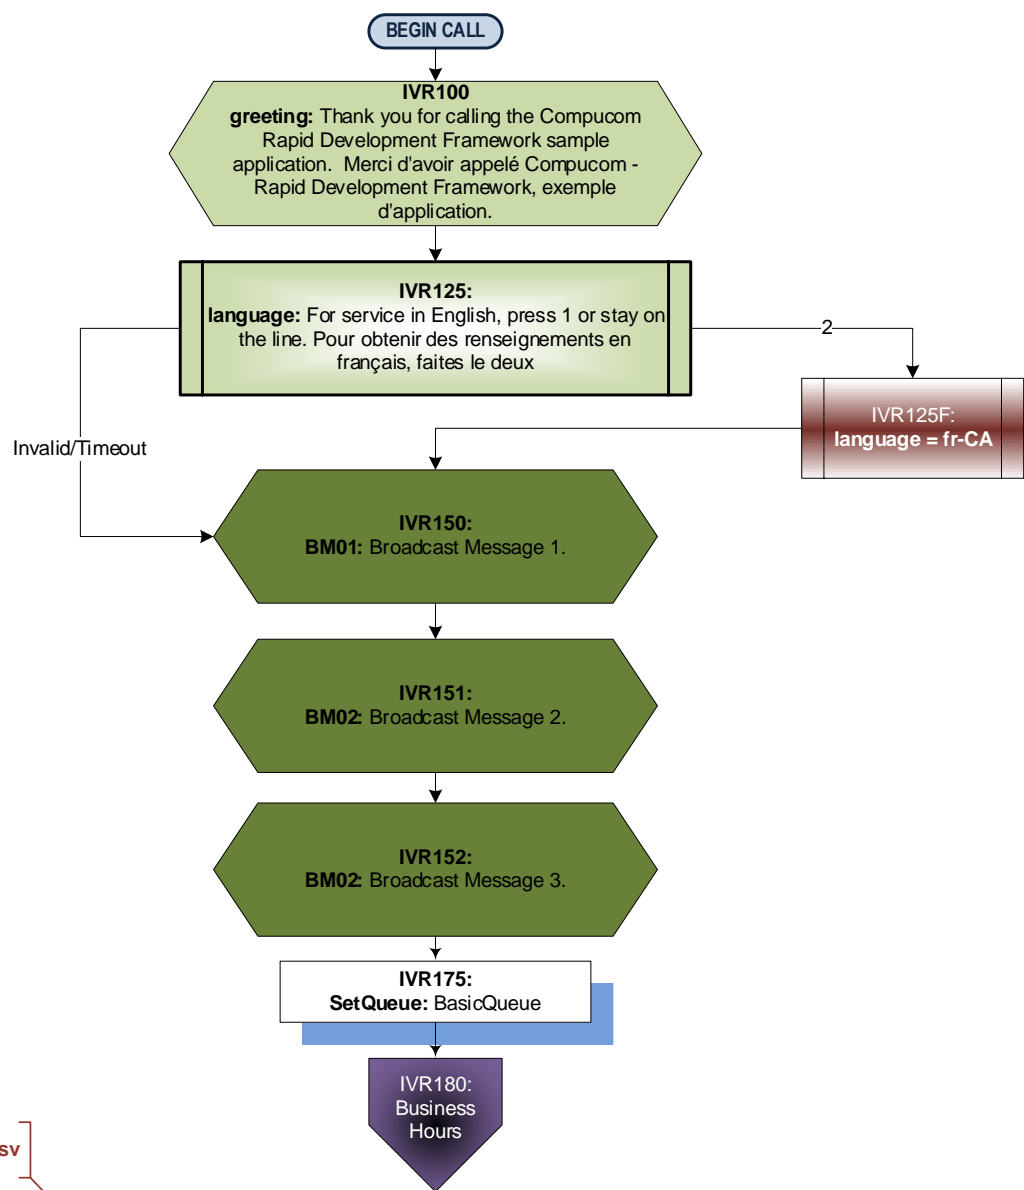 BEGIN CALL
IVR100
greeting: Thank you for calling the Compucom
Rapid Development Framework sample
application.  Merci d'avoir appelé Compucom -
Rapid Development Framework, exemple
d'application.
IVR125:
language: For service in English, press 1 or stay on
the line. Pour obtenir des renseignements en
français, faites le deux
2
IVR125F:
language = fr-CA
Invalid/Timeout
IVR150:
BM01: Broadcast Message 1.
IVR151:
BM02: Broadcast Message 2.
IVR152:
BM02: Broadcast Message 3.
IVR175:
SetQueue: BasicQueue
IVR180:
Business
Hours
sv